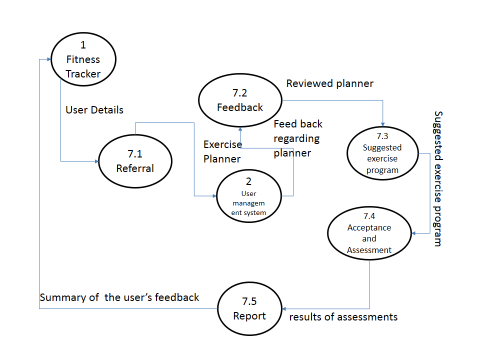 1
Fitness
Tracker
User Details
7.1
Referral
7.2
Feedback
Reviewed planner
Exercise
Planner
Feed back
regarding
planner
2
User
managem
ent system
7.3
Suggested
exercise
program
Suggested exercise program
7.4
Acceptance
and
Assessment
results of assessments
7.5
Report
Summary of the user's feedback